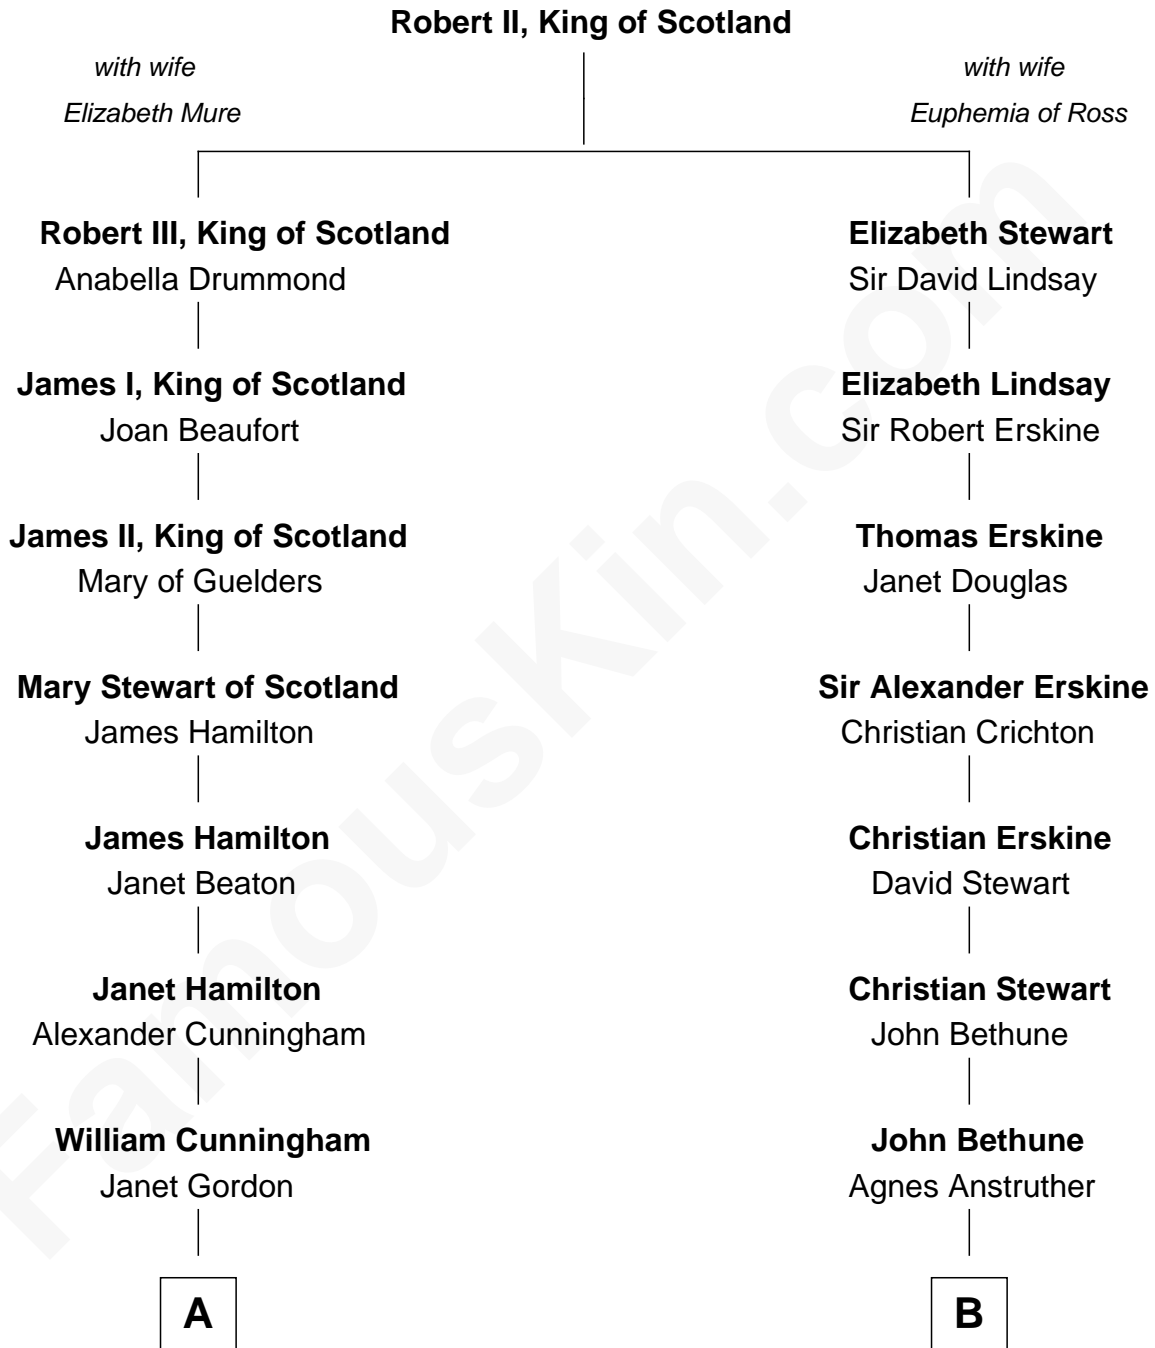 Robert II, King of Scotland
with wife
Elizabeth Mure
with wife
Euphemia of Ross
Robert III, King of Scotland
Anabella Drummond
James I, King of Scotland
Joan Beaufort
James II, King of Scotland
Mary of Guelders
Mary Stewart of Scotland
James Hamilton
James Hamilton
Janet Beaton
Janet Hamilton
Alexander Cunningham
William Cunningham
Janet Gordon
A
Elizabeth Stewart
Sir David Lindsay
Elizabeth Lindsay
Sir Robert Erskine
Thomas Erskine
Janet Douglas
Sir Alexander Erskine
Christian Crichton
Christian Erskine
David Stewart
Christian Stewart
John Bethune
John Bethune
Agnes Anstruther
B
FamousKin.com